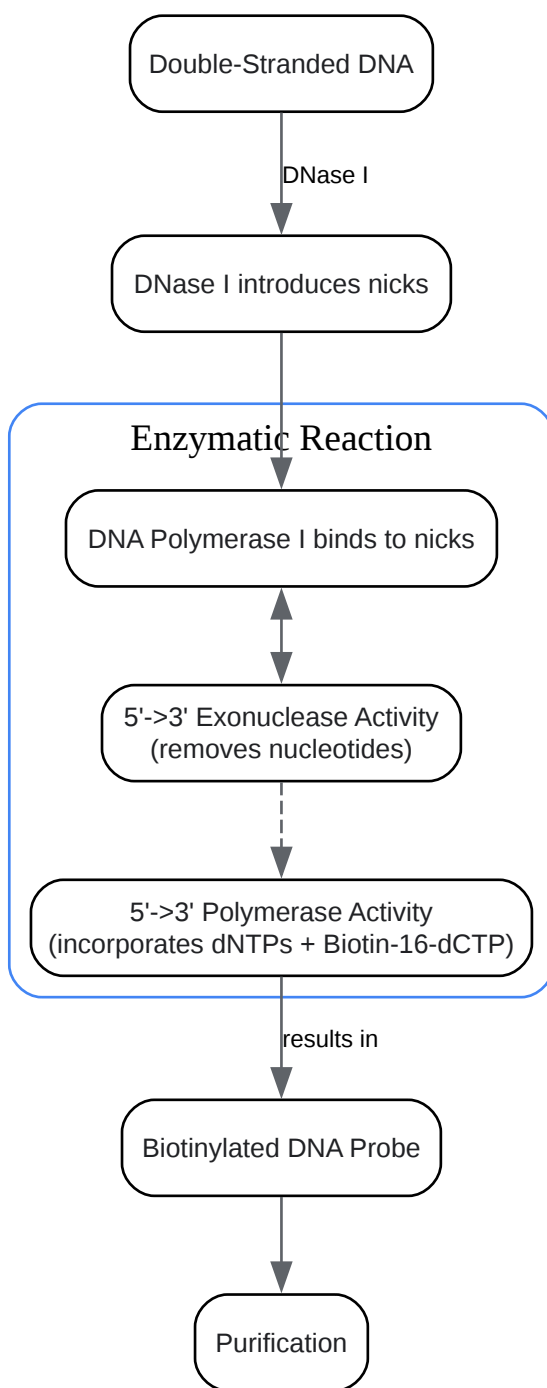 Double-Stranded DNA
DNase I
DNase I introduces nicks
Enzymatic Reaction
DNA Polymerase I binds to nicks
5'->3' Exonuclease Activity
(removes nucleotides)
5'->3' Polymerase Activity
(incorporates dNTPs + Biotin-16-dCTP)
results in
Biotinylated DNA Probe
Purification